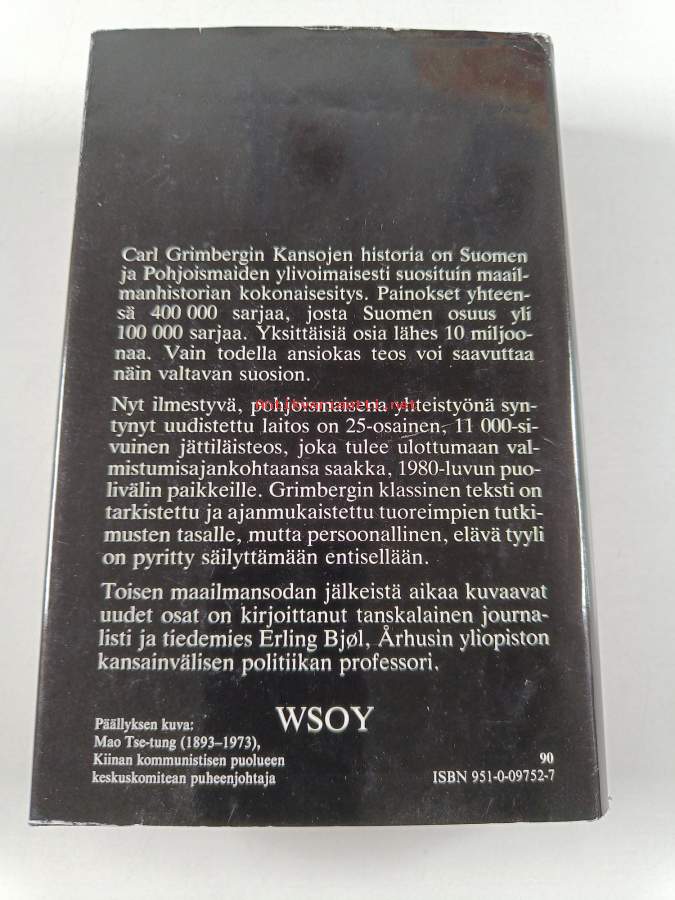 Carl Grimbergin Kansojen historia on Suomen
ja Pohjoismaiden ylivoimaisesti suosituin maail-
manhistorian kokonaisesitys. Painokset yhteen-
sä 400 000 sarjaa, josta Suomen osuus yli
100 000 sarjaa. Yksittäisiä osia lähes 10 miljoo-
naa. Vain todella ansiokas teos voi saavuttaa
näin valtavan suosion.
Nyt ilmestyvä, pohjoismaisena yhteistyönä syn-
tynyt uudistettu laitos on 25-osainen, 11 000-si-
vuinen jättiläisteos, joka tulee ulottumaan val-
mistumisajankohtaansa saakka, 1980-luvun puo-
livälin paikkeille. Grimbergin klassinen teksti on
tarkistettu ja ajanmukaistettu tuoreimpien tutki-
musten tasalle, mutta persoonallinen, elävä tyyli
on pyritty säilyttämään entisellään.
Toisen maailmansodan jälkeistä aikaa kuvaavat
uudet osat on kirjoittanut tanskalainen journa-
listi ja tiedemies Erling Bjøl, Århusin yliopiston
kansainvälisen politiikan professori.
WSOY
Päällyksen kuva:
Mao Tse-tung (1893–1973),
Kiinan kommunistisen puolueen
keskuskomitean puheenjohtaja
90
ISBN 951-0-09752-7